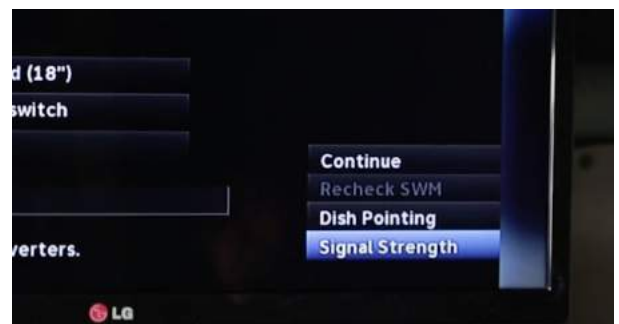 d (18")
switch
Continue
Recheck SWM
Dish Pointing
verters.
Signal Strength
LG